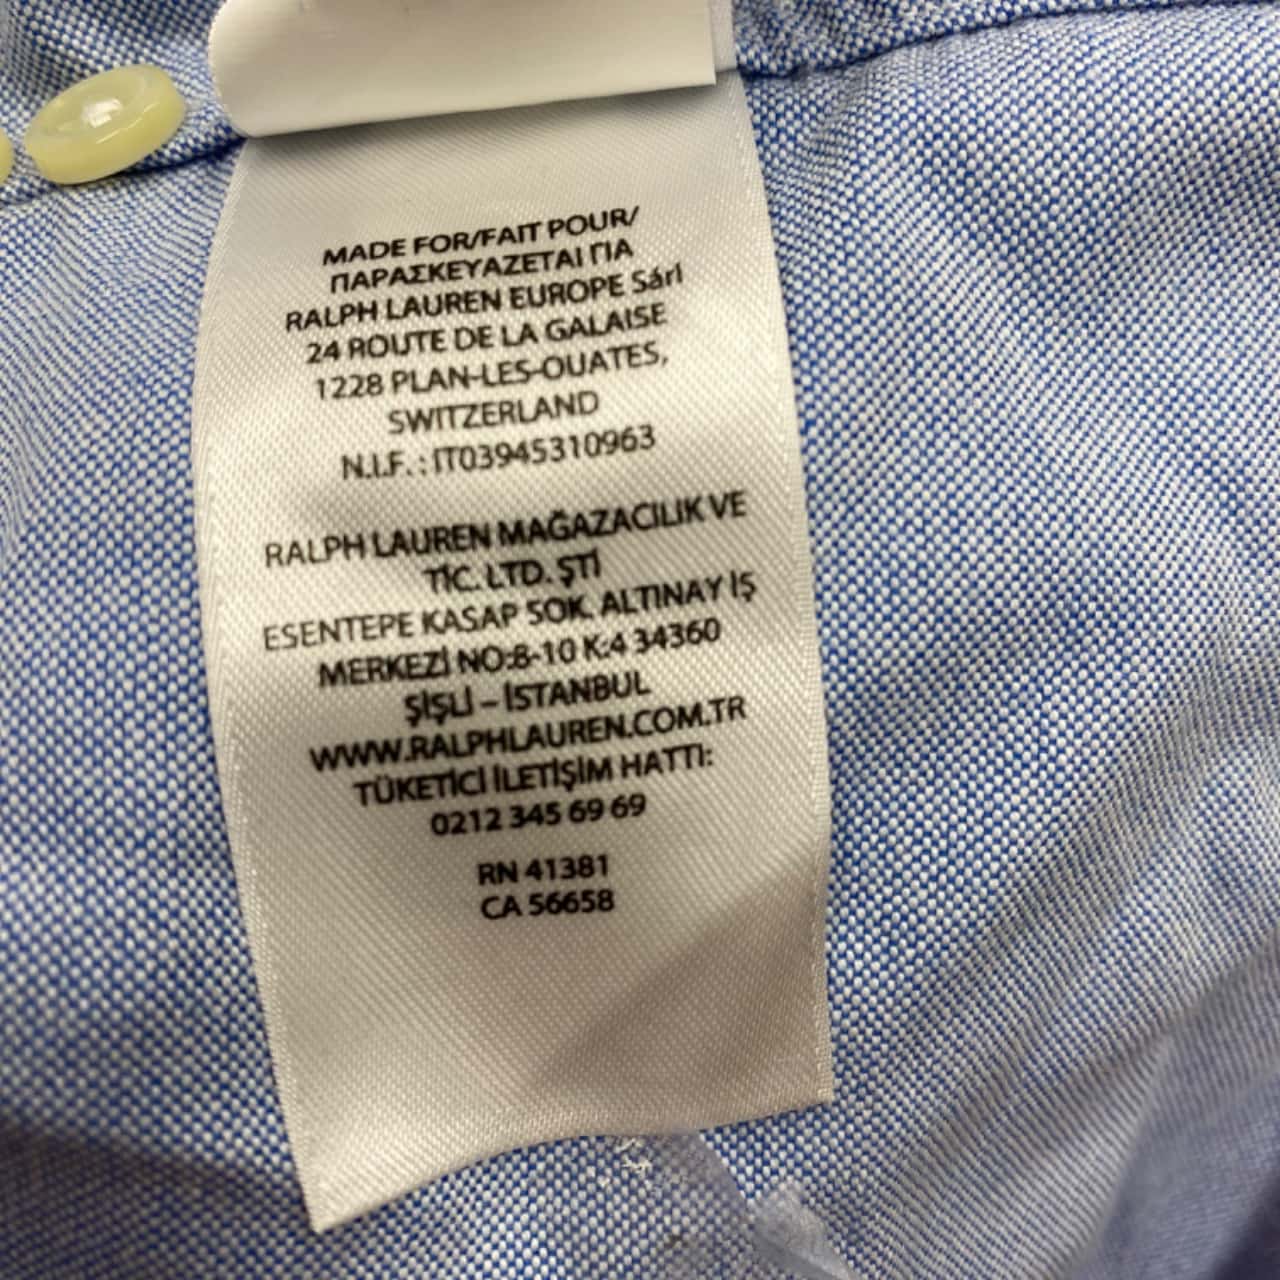 MADE FOR/FAIT POUR/
ΠΑΡΑΣΚΕΥΑΖΕΤΑΙ ΓΙΑ
RALPH LAUREN EUROPE Sárl
24 ROUTE DE LA GALAISE
1228 PLAN-LES-OUATES,
SWITZERLAND
N.I.F. : IT03945310963
RALPH LAUREN MAĞAZACILIK VE
TİC. LTD. ŞTİ
ESENTEPE KASAP SOK. ALTINAY İŞ
MERKEZİ NO:8-10 K:4 34360
ŞİŞLİ – İSTANBUL
WWW.RALPHLAUREN.COM.TR
TÜKETİCİ İLETİŞİM HATTI:
0212 345 69 69
RN 41381
CA 56658